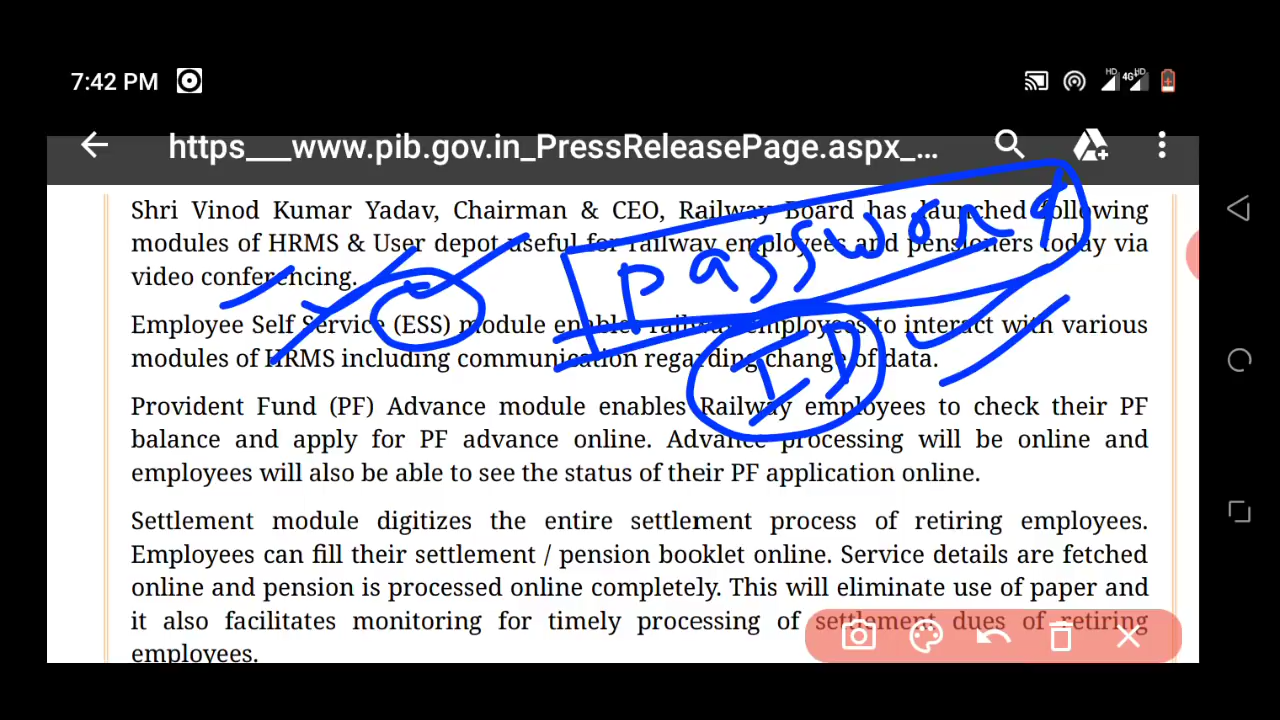 7:42 PM
HD 4G+ HD
https___www.pib.gov.in_PressReleasePage.aspx_...
Shri Vinod Kumar Yadav, Chairman & CEO, Railway Board has launched following
modules of HRMS & User depot useful for railway employees and pensioners today via
video conferencing.
password
Employee Self Service (ESS) module enables railway employees to interact with various
modules of HRMS including communication regarding change of data.
ID
Provident Fund (PF) Advance module enables Railway employees to check their PF
balance and apply for PF advance online. Advance processing will be online and
employees will also be able to see the status of their PF application online.
Settlement module digitizes the entire settlement process of retiring employees.
Employees can fill their settlement / pension booklet online. Service details are fetched
online and pension is processed online completely. This will eliminate use of paper and
it also facilitates monitoring for timely processing of settlement dues of retiring
employees.